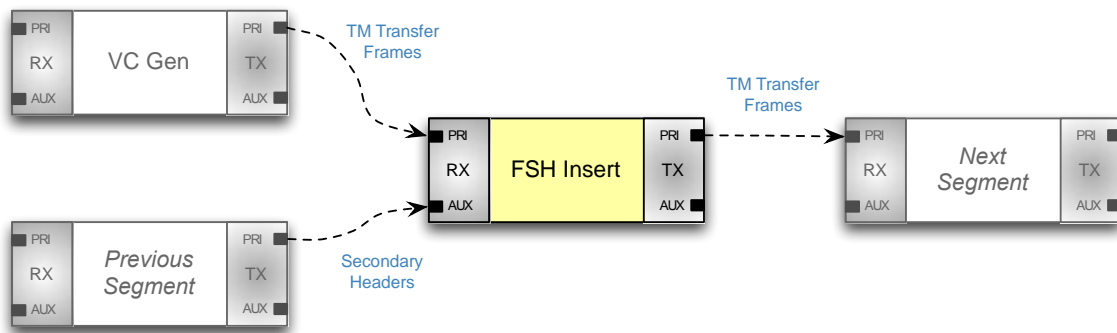 PRI
RX
AUX
VC Gen
PRI
TX
AUX
TM Transfer
Frames
PRI
RX
AUX
FSH Insert
PRI
TX
AUX
TM Transfer
Frames
PRI
RX
AUX
Next
Segment
PRI
TX
AUX
PRI
RX
AUX
Previous
Segment
PRI
TX
AUX
Secondary
Headers